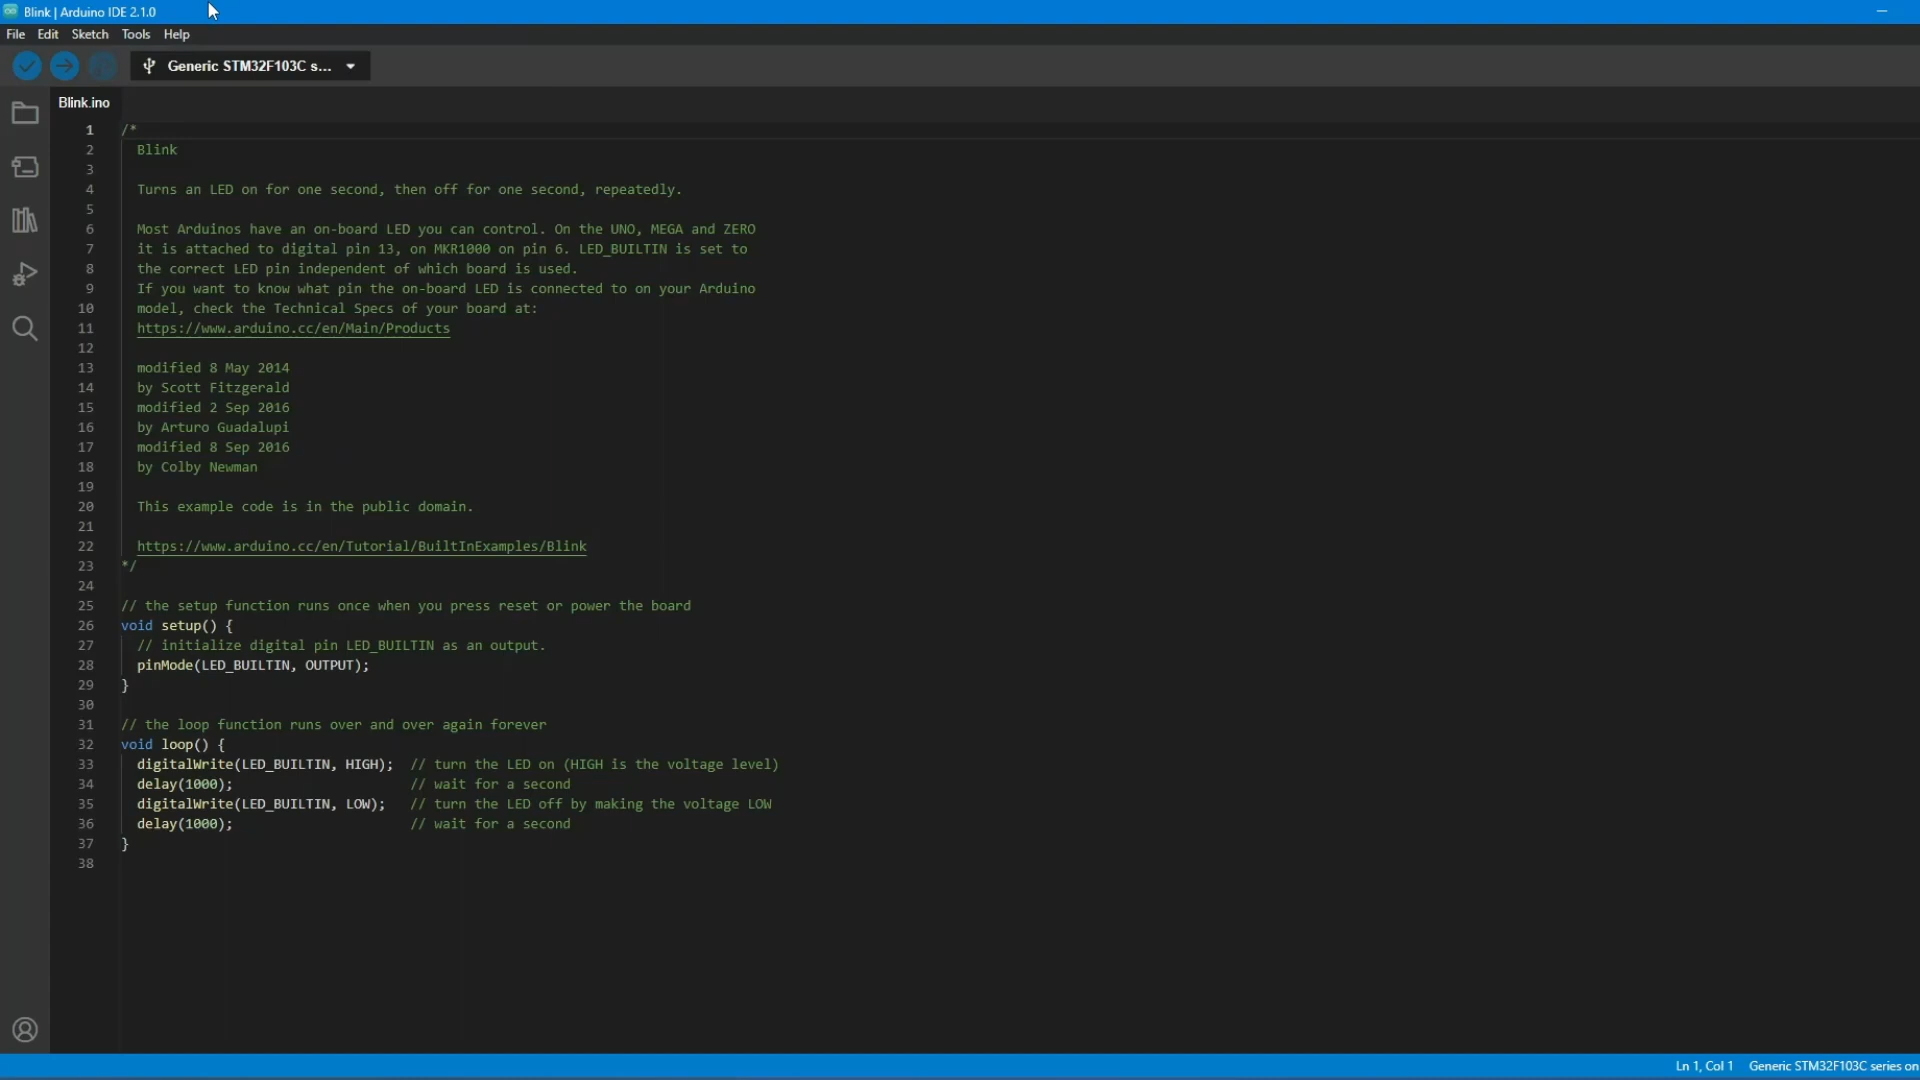 Blink | Arduino IDE 2.1.0
File Edit Sketch Tools Help
Generic STM32F103C s...
Blink.ino
1 /*
2 Blink
3
4 Turns an LED on for one second, then off for one second, repeatedly.
5
6 Most Arduinos have an on-board LED you can control. On the UNO, MEGA and ZERO
7 it is attached to digital pin 13, on MKR1000 on pin 6. LED_BUILTIN is set to
8 the correct LED pin independent of which board is used.
9 If you want to know what pin the on-board LED is connected to on your Arduino
10 model, check the Technical Specs of your board at:
11 https://www.arduino.cc/en/Main/Products
12
13 modified 8 May 2014
14 by Scott Fitzgerald
15 modified 2 Sep 2016
16 by Arturo Guadalupi
17 modified 8 Sep 2016
18 by Colby Newman
19
20 This example code is in the public domain.
21
22 https://www.arduino.cc/en/Tutorial/BuiltInExamples/Blink
23 */
24
25 // the setup function runs once when you press reset or power the board
26 void setup() {
27 // initialize digital pin LED_BUILTIN as an output.
28 pinMode(LED_BUILTIN, OUTPUT);
29 }
30
31 // the loop function runs over and over again forever
32 void loop() {
33 digitalWrite(LED_BUILTIN, HIGH); // turn the LED on (HIGH is the voltage level)
34 delay(1000); // wait for a second
35 digitalWrite(LED_BUILTIN, LOW); // turn the LED off by making the voltage LOW
36 delay(1000); // wait for a second
37 }
38
Ln 1, Col 1 Generic STM32F103C series on